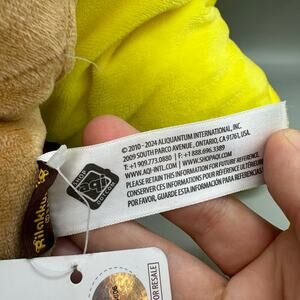 © 2010 - 2024 ALIQUANTUM INTERNATIONAL, INC.
2009 SOUTH PARCO AVENUE, ONTARIO, CA 91761, USA.
T: +1 909.773.0880 | F: +1 888.696.3389
WWW.AQI-INTL.COM | WWW.SHOPAQI.COM
PLEASE RETAIN THIS INFORMATION FOR FUTURE REFERENCE.
CONSERVER CES INFORMATIONS POUR RÉFÉRENCE ULTÉRIEURE
POR FAVOR, GUARDE ESTA INFORMACIÓN PARA SU REFERENCIA
Rilakkuma
FOR RESALE